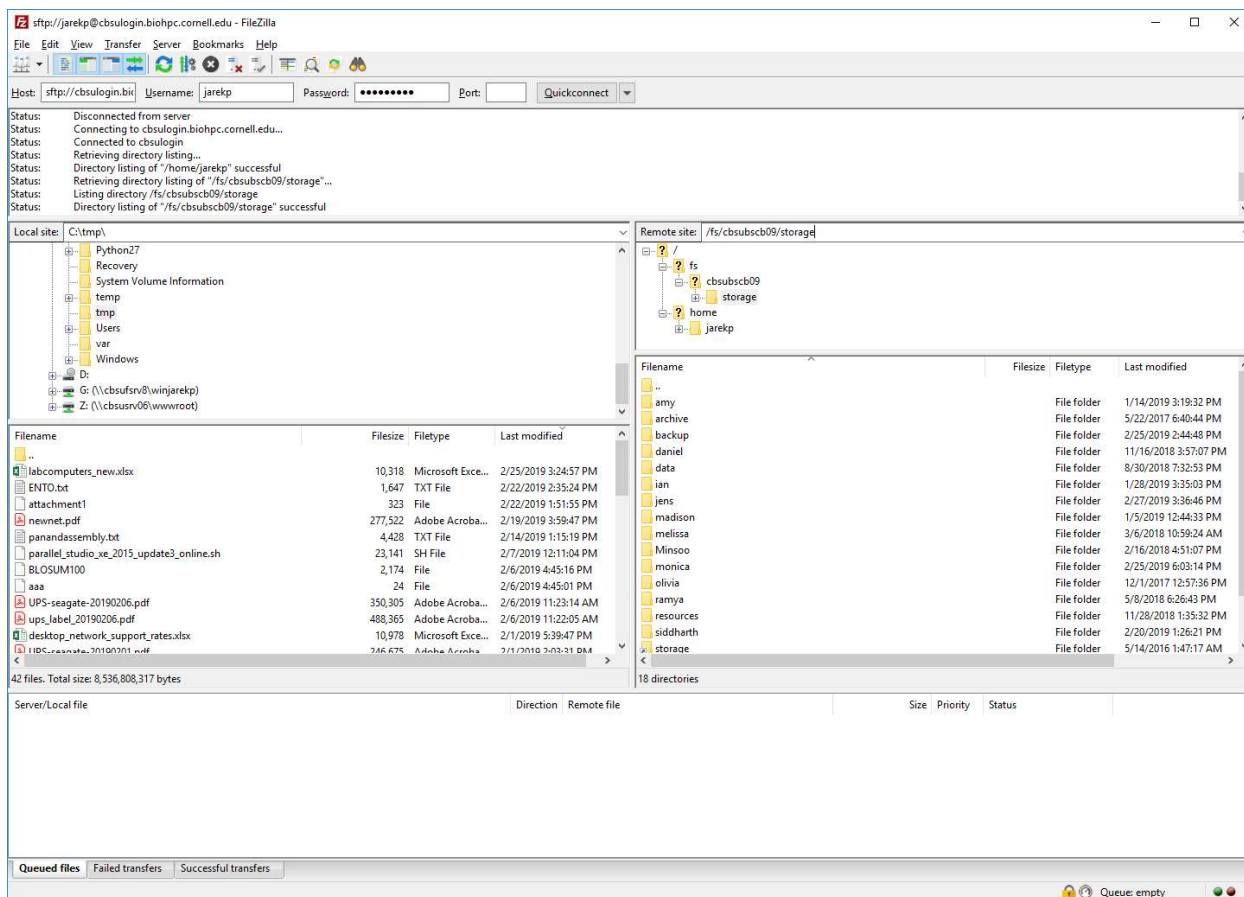 sftp://jarekp@cbsulogin.biohpc.cornell.edu - FileZilla
File Edit View Transfer Server Bookmarks Help
Host: sftp://cbsulogin.bic Username: jarekp Password: ●●●●●●●●● Port: Quickconnect
Status: Disconnected from server
Status: Connecting to cbsulogin.biohpc.cornell.edu...
Status: Connected to cbsulogin
Status: Retrieving directory listing...
Status: Directory listing of "/home/jarekp" successful
Status: Retrieving directory listing of "/fs/cbsubscb09/storage"...
Status: Listing directory /fs/cbsubscb09/storage
Status: Directory listing of "/fs/cbsubscb09/storage" successful
Local site: C:\tmp\
Python27
Recovery
System Volume Information
temp
tmp
Users
var
Windows
D:
G: (\\cbsufsrv8\winjarekp)
Z: (\\cbsusrv06\wwwroot)
Filename Filesize Filetype Last modified
..
labcomputers_new.xlsx 10,318 Microsoft Exce... 2/25/2019 3:24:57 PM
ENTO.txt 1,647 TXT File 2/22/2019 2:35:24 PM
attachment1 323 File 2/22/2019 1:51:55 PM
newnet.pdf 277,522 Adobe Acroba... 2/19/2019 3:59:47 PM
panandassembly.txt 4,428 TXT File 2/14/2019 1:15:19 PM
parallel_studio_xe_2015_update3_online.sh 23,141 SH File 2/7/2019 12:11:04 PM
BLOSUM100 2,174 File 2/6/2019 4:45:16 PM
aaa 24 File 2/6/2019 4:45:01 PM
UPS-seagate-20190206.pdf 350,305 Adobe Acroba... 2/6/2019 11:23:14 AM
ups_label_20190206.pdf 488,365 Adobe Acroba... 2/6/2019 11:22:05 AM
desktop_network_support_rates.xlsx 10,978 Microsoft Exce... 2/1/2019 5:39:47 PM
UPS-seagate-20190201.pdf 246,675 Adobe Acroba... 2/1/2019 2:03:31 PM
42 files. Total size: 8,536,808,317 bytes
Remote site: /fs/cbsubscb09/storage
/
fs
cbsubscb09
storage
home
jarekp
Filename Filesize Filetype Last modified
..
amy File folder 1/14/2019 3:19:32 PM
archive File folder 5/22/2017 6:40:44 PM
backup File folder 2/25/2019 2:44:48 PM
daniel File folder 11/16/2018 3:57:07 PM
data File folder 8/30/2018 7:32:53 PM
ian File folder 1/28/2019 3:35:03 PM
jens File folder 2/27/2019 3:36:46 PM
madison File folder 1/5/2019 12:44:33 PM
melissa File folder 3/6/2018 10:59:24 AM
Minsoo File folder 2/16/2018 4:51:07 PM
monica File folder 2/25/2019 6:03:14 PM
olivia File folder 12/1/2017 12:57:36 PM
ramya File folder 5/8/2018 6:26:43 PM
resources File folder 11/28/2018 1:35:32 PM
siddharth File folder 2/20/2019 1:26:21 PM
storage File folder 5/14/2016 1:47:17 AM
18 directories
Server/Local file Direction Remote file Size Priority Status
Queued files Failed transfers Successful transfers
Queue: empty